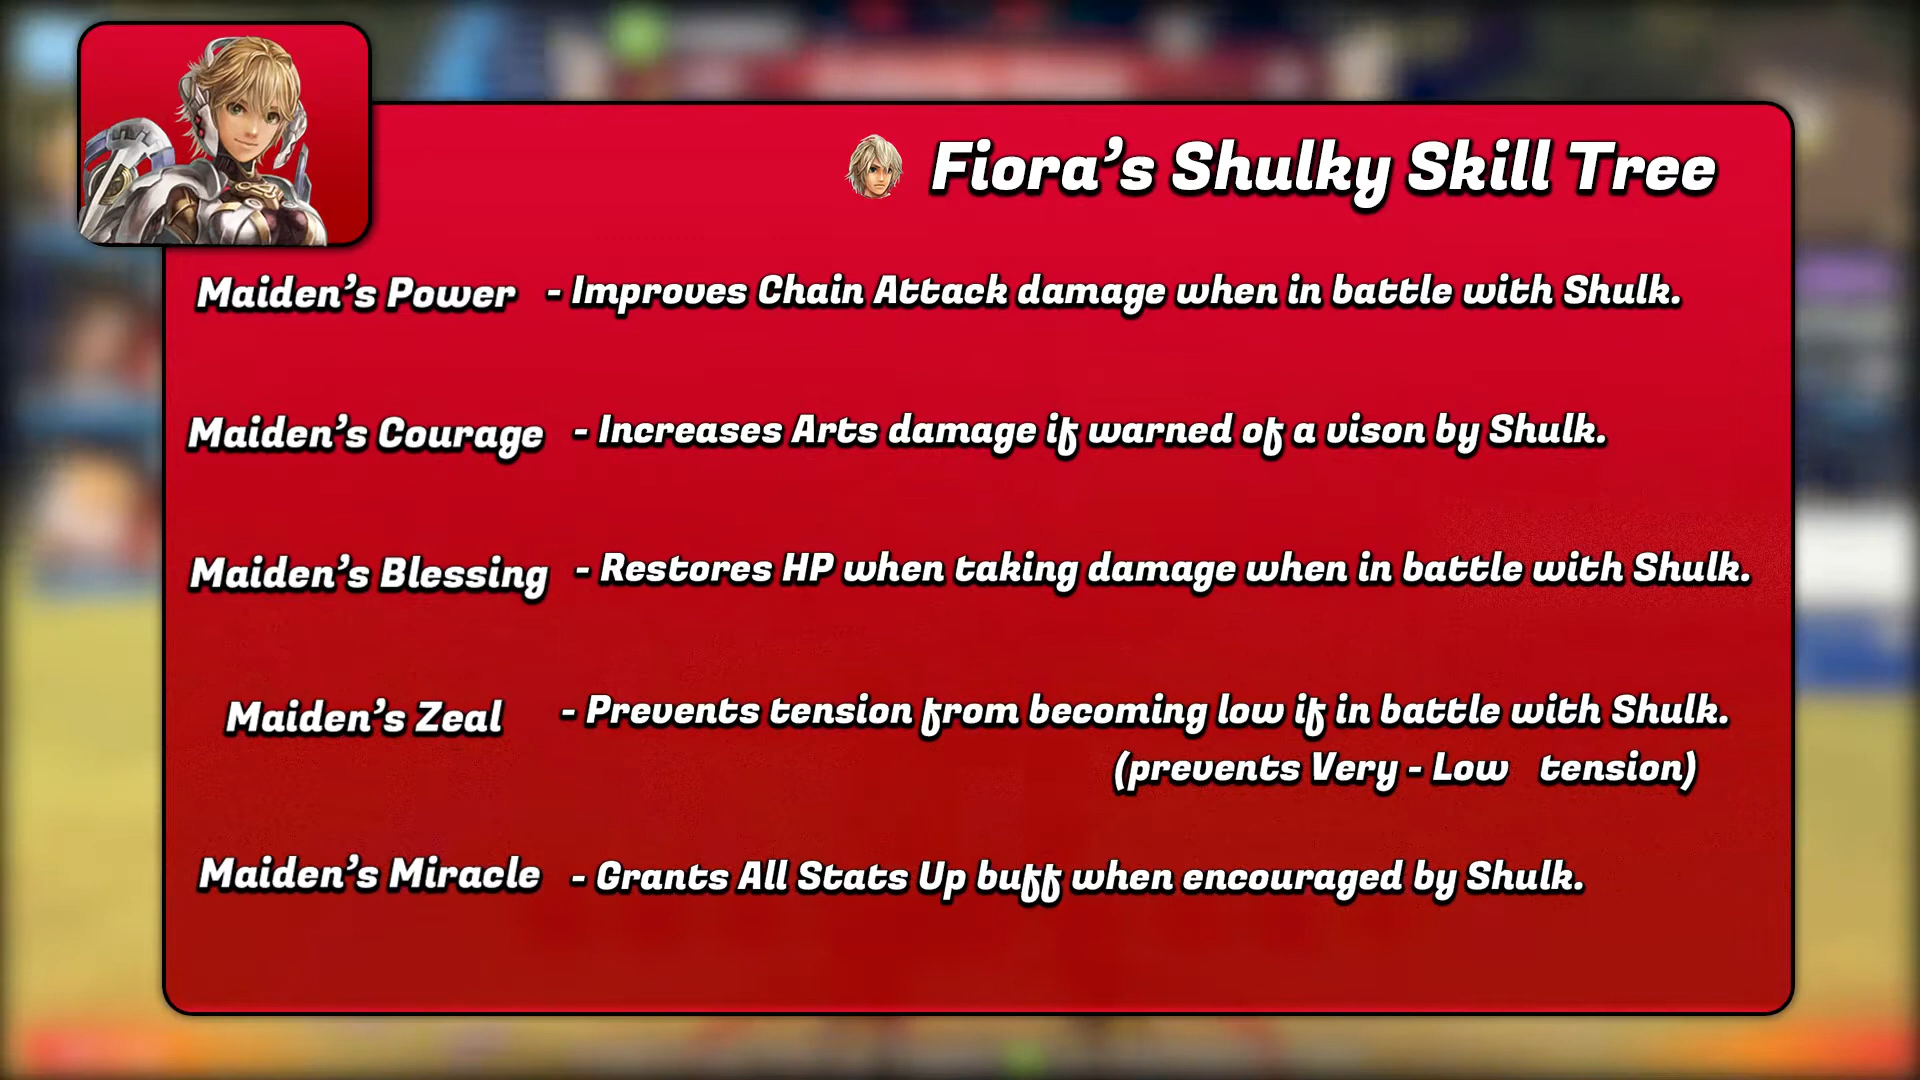 Fiora's Shulky Skill Tree
Maiden's Power - Improves Chain Attack damage when in battle with Shulk.
Maiden's Courage - Increases Arts damage if warned of a vison by Shulk.
Maiden's Blessing - Restores HP when taking damage when in battle with Shulk.
Maiden's Zeal - Prevents tension from becoming low if in battle with Shulk.
(prevents Very - Low tension)
Maiden's Miracle - Grants All Stats Up buff when encouraged by Shulk.